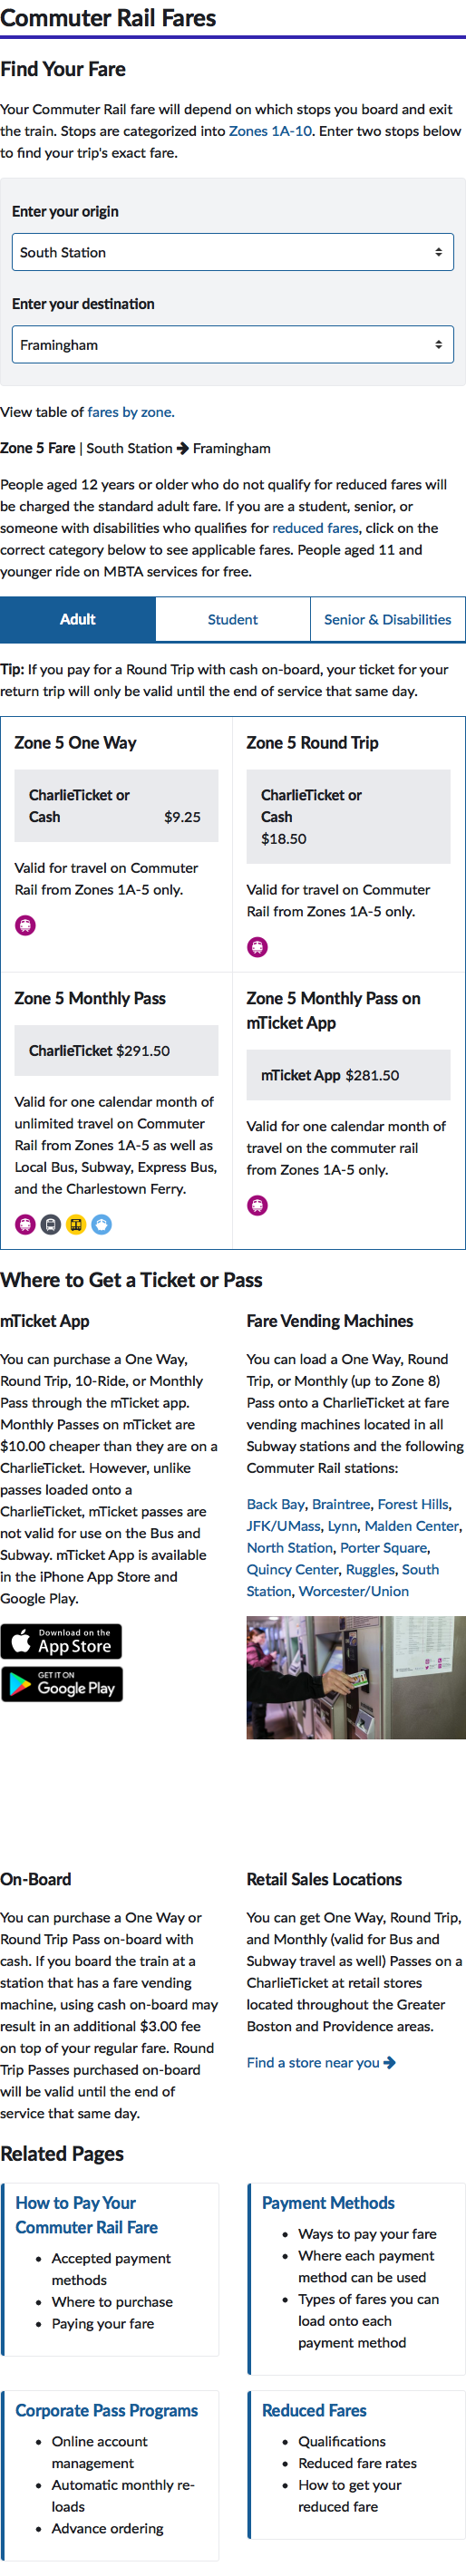 Commuter Rail Fares
Find Your Fare
Your Commuter Rail fare will depend on which stops you board and exit
the train. Stops are categorized into Zones 1A-10. Enter two stops below
to find your trip's exact fare.
Enter your origin
South Station
Enter your destination
Framingham
View table of fares by zone.
Zone 5 Fare | South Station → Framingham
People aged 12 years or older who do not qualify for reduced fares will
be charged the standard adult fare. If you are a student, senior, or
someone with disabilities who qualifies for reduced fares, click on the
correct category below to see applicable fares. People aged 11 and
younger ride on MBTA services for free.
Adult
Student
Senior & Disabilities
Tip: If you pay for a Round Trip with cash on-board, your ticket for your
return trip will only be valid until the end of service that same day.
Zone 5 One Way
CharlieTicket or
Cash $9.25
Valid for travel on Commuter
Rail from Zones 1A-5 only.
Zone 5 Round Trip
CharlieTicket or
Cash
$18.50
Valid for travel on Commuter
Rail from Zones 1A-5 only.
Zone 5 Monthly Pass
CharlieTicket $291.50
Valid for one calendar month of
unlimited travel on Commuter
Rail from Zones 1A-5 as well as
Local Bus, Subway, Express Bus,
and the Charlestown Ferry.
Zone 5 Monthly Pass on
mTicket App
mTicket App $281.50
Valid for one calendar month of
travel on the commuter rail
from Zones 1A-5 only.
Where to Get a Ticket or Pass
mTicket App
You can purchase a One Way,
Round Trip, 10-Ride, or Monthly
Pass through the mTicket app.
Monthly Passes on mTicket are
$10.00 cheaper than they are on a
CharlieTicket. However, unlike
passes loaded onto a
CharlieTicket, mTicket passes are
not valid for use on the Bus and
Subway. mTicket App is available
in the iPhone App Store and
Google Play.
Download on the
App Store
GET IT ON
Google Play
Fare Vending Machines
You can load a One Way, Round
Trip, or Monthly (up to Zone 8)
Pass onto a CharlieTicket at fare
vending machines located in all
Subway stations and the following
Commuter Rail stations:
Back Bay, Braintree, Forest Hills,
JFK/UMass, Lynn, Malden Center,
North Station, Porter Square,
Quincy Center, Ruggles, South
Station, Worcester/Union
On-Board
You can purchase a One Way or
Round Trip Pass on-board with
cash. If you board the train at a
station that has a fare vending
machine, using cash on-board may
result in an additional $3.00 fee
on top of your regular fare. Round
Trip Passes purchased on-board
will be valid until the end of
service that same day.
Retail Sales Locations
You can get One Way, Round Trip,
and Monthly (valid for Bus and
Subway travel as well) Passes on a
CharlieTicket at retail stores
located throughout the Greater
Boston and Providence areas.
Find a store near you →
Related Pages
How to Pay Your
Commuter Rail Fare
• Accepted payment
methods
• Where to purchase
• Paying your fare
Payment Methods
• Ways to pay your fare
• Where each payment
method can be used
• Types of fares you can
load onto each
payment method
Corporate Pass Programs
• Online account
management
• Automatic monthly re-
loads
• Advance ordering
Reduced Fares
• Qualifications
• Reduced fare rates
• How to get your
reduced fare